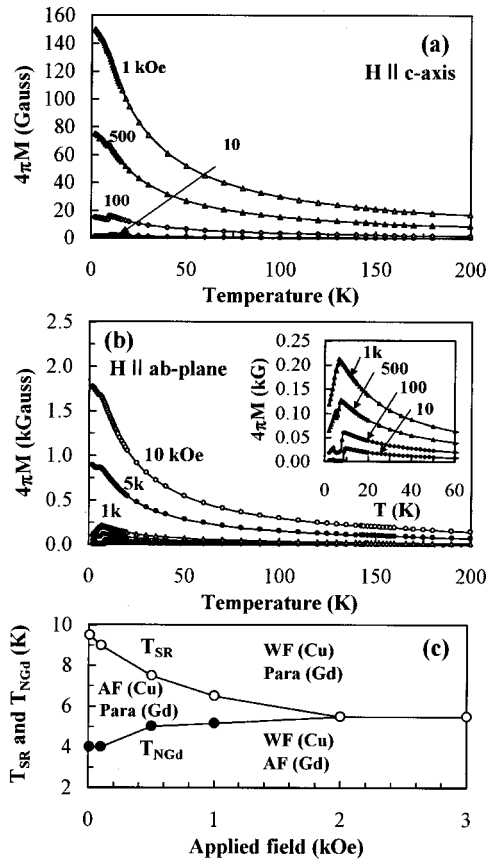 160
140
120
100
80
60
40
20
0
4πM (Gauss)
(a)
H II c-axis
1 kOe
500
100
10
0 50 100 150 200
Temperature (K)
2.5
2.0
1.5
1.0
0.5
0.0
4πM (kGauss)
(b)
H II ab-plane
10 kOe
5k
1k
0.25
0.20
0.15
0.10
0.05
0.00
4πM (kG)
1k
500
100
10
0 20 40 60
T (K)
0 50 100 150 200
Temperature (K)
10
8
6
4
2
T_SR and T_NGd (K)
(c)
T_SR
WF (Cu)
Para (Gd)
AF (Cu)
Para (Gd)
T_NGd
WF (Cu)
AF (Gd)
0 1 2 3
Applied field (kOe)